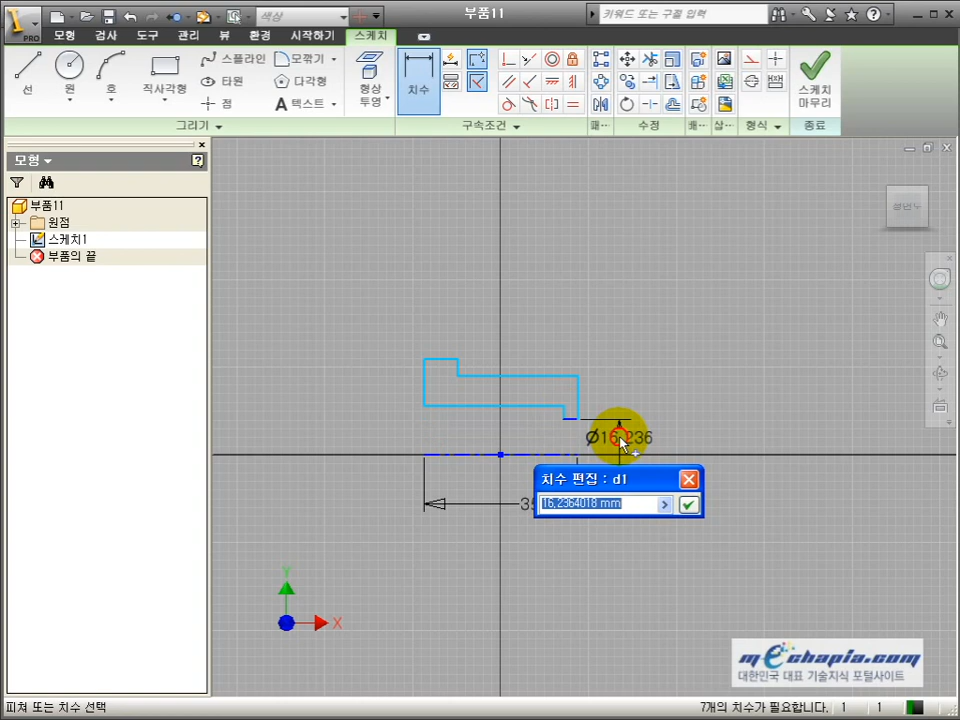 PRO
색상
부품11
키워드 또는 구절 입력
모형 검사 도구 관리 뷰 환경 시작하기 스케치
선 원 호 직사각형
스플라인 모깎기
타원 다각형
점 A 텍스트
형상
투영
치수
스케치
마무리
그리기 구속조건 패... 수정 배... 삽... 형식 종료
모형
부품11
원점
스케치1
부품의 끝
정면도
Ø16,236
치수 편집 : d1
16,2364018 mm
Y
X
mechapia.com
대한민국 대표 기술지식 포털사이트
피쳐 또는 치수 선택
7개의 치수가 필요합니다, 1 1